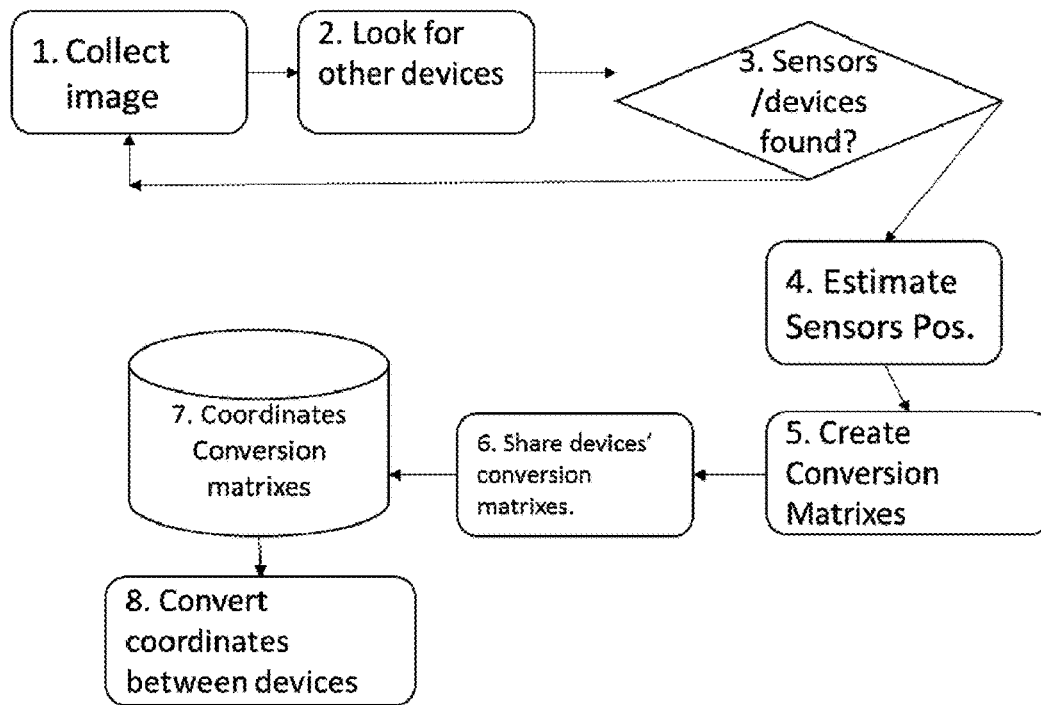 1. Collect
image
2. Look for
other devices
3. Sensors
/devices
found?
4. Estimate
Sensors Pos.
5. Create
Conversion
Matrixes
6. Share devices'
conversion
matrixes.
7. Coordinates
Conversion
matrixes
8. Convert
coordinates
between devices